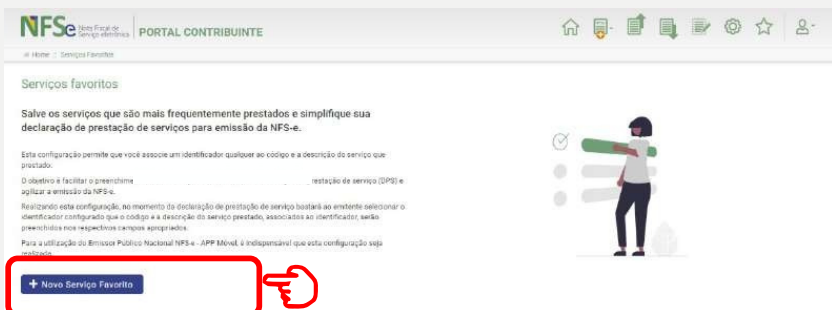 NFSe Nota Fiscal de Serviço eletrônica PORTAL CONTRIBUINTE
Home Serviços Favoritos
Serviços favoritos
Salve os serviços que são mais frequentemente prestados e simplifique sua
declaração de prestação de serviços para emissão da NFS-e.
Esta configuração permite que você associe um identificador qualquer ao código e a descrição do serviço que
prestado.
O objetivo é facilitar o preenchime restação de serviço (DPS) e
agilizar a emissão da NFS-e.
Realizando esta configuração, no momento da declaração de prestação de serviço bastará ao emitente selecionar o
identificador configurado que o código e a descrição do serviço prestado, associados ao identificador, serão
preenchidos nos respectivos campos apropriados.
Para a utilização do Emissor Público Nacional NFS-e - APP Móvel, é indispensável que esta configuração seja
realizada.
+ Novo Serviço Favorito